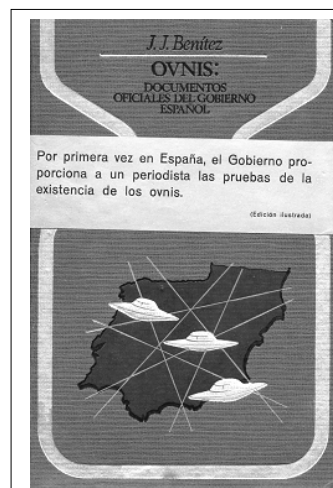 J. J. Benítez
OVNIS:
DOCUMENTOS
OFICIALES DEL GOBIERNO
ESPAÑOL
Por primera vez en España, el Gobierno pro-
porciona a un periodista las pruebas de la
existencia de los ovnis.
(Edición ilustrada)